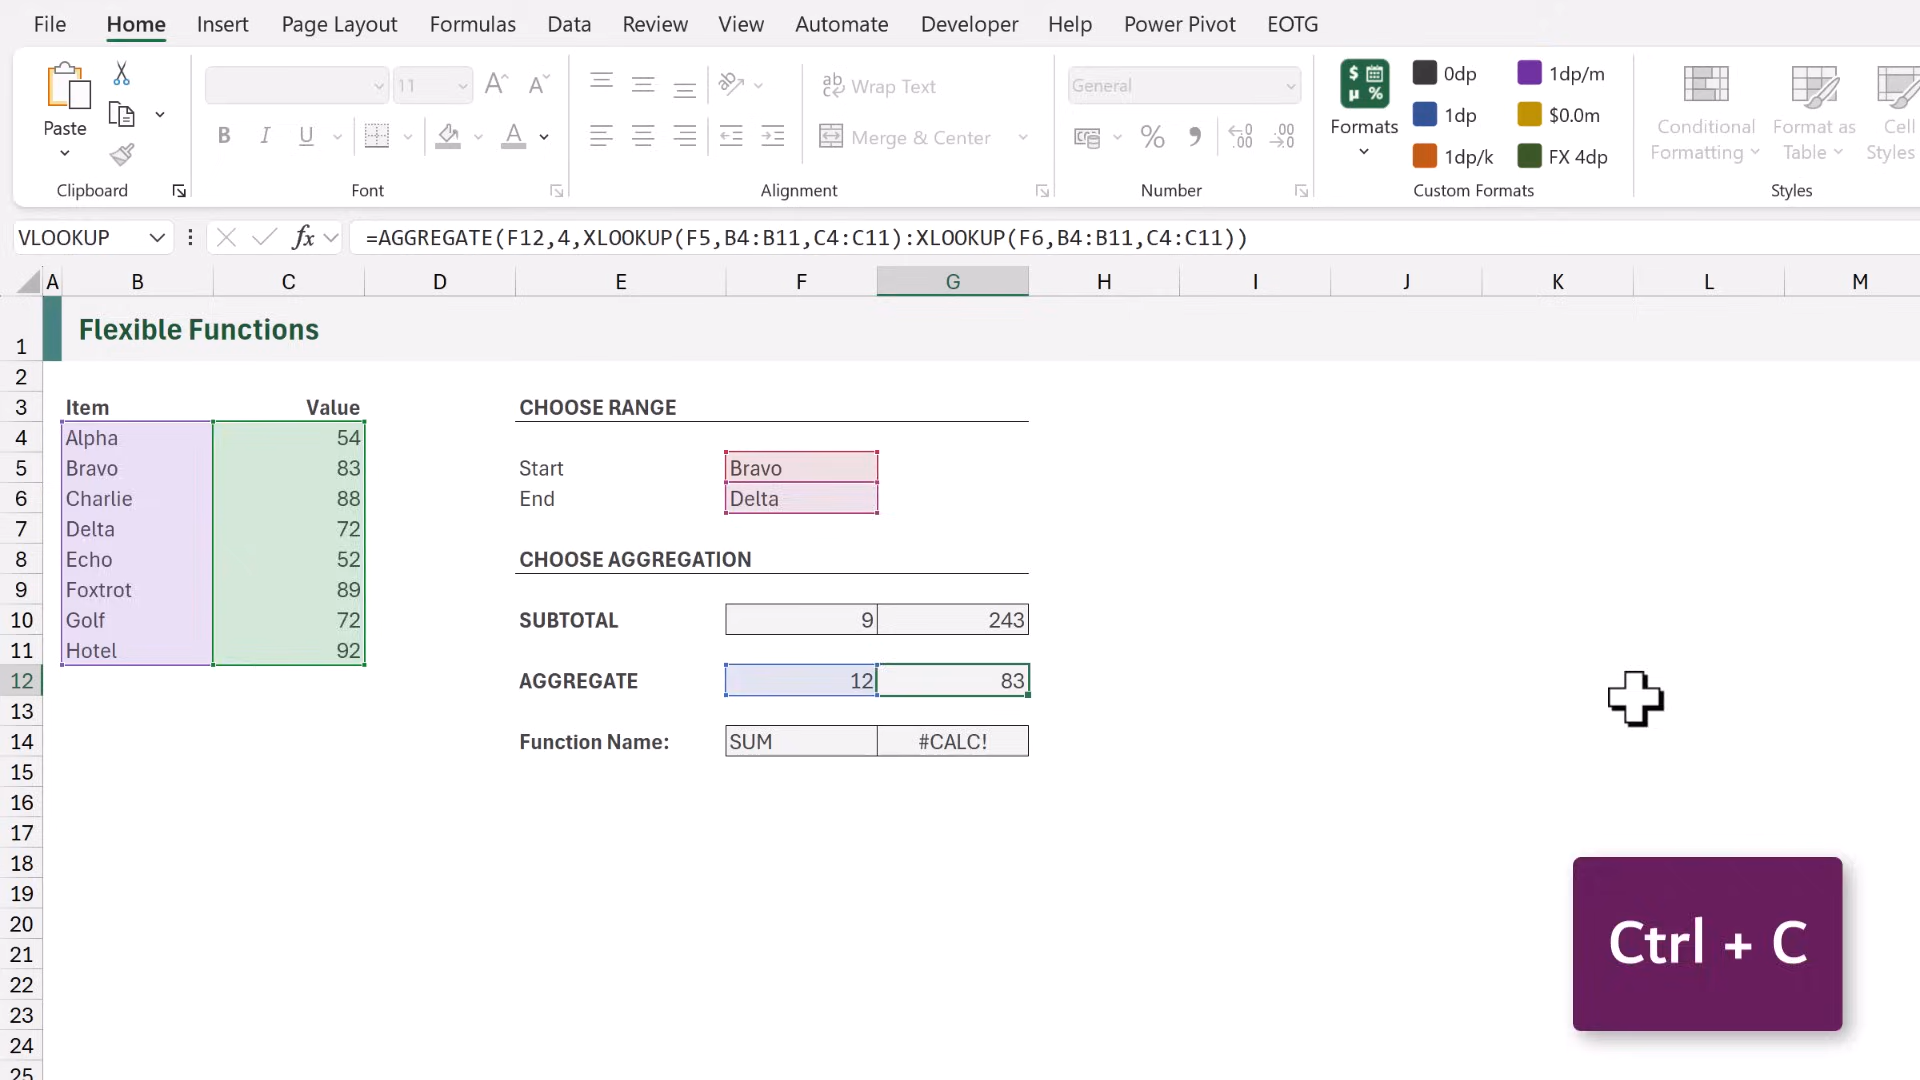 File Home Insert Page Layout Formulas Data Review View Automate Developer Help Power Pivot EOTG
Paste
Clipboard
11
B I U
Font
Wrap Text
Merge & Center
Alignment
General
Number
Formats
0dp 1dp/m
1dp $0.0m
1dp/k FX 4dp
Custom Formats
Conditional Formatting
Format as Table
Cell Styles
Styles
VLOOKUP fx =AGGREGATE(F12,4,XLOOKUP(F5,B4:B11,C4:C11):XLOOKUP(F6,B4:B11,C4:C11))
A B C D E F G H I J K L M
1 Flexible Functions
2
3 Item Value CHOOSE RANGE
4 Alpha 54
5 Bravo 83 Start Bravo
6 Charlie 88 End Delta
7 Delta 72
8 Echo 52 CHOOSE AGGREGATION
9 Foxtrot 89
10 Golf 72 SUBTOTAL 9 243
11 Hotel 92
12 AGGREGATE 12 83
13
14 Function Name: SUM #CALC!
15
16
17
18
19
20
21
22
23
24
25
Ctrl + C